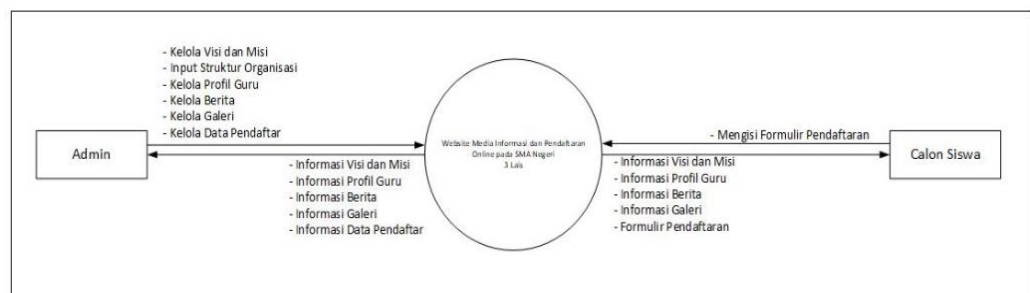 - Kelola Visi dan Misi
- Input Struktur Organisasi
- Kelola Profil Guru
- Kelola Berita
- Kelola Galeri
- Kelola Data Pendaftar
Admin
- Informasi Visi dan Misi
- Informasi Profil Guru
- Informasi Berita
- Informasi Galeri
- Informasi Data Pendaftar
Website Media Informasi dan Pendaftaran
Online pada SMA Negeri
3 Lais
- Mengisi Formulir Pendaftaran
- Informasi Visi dan Misi
- Informasi Profil Guru
- Informasi Berita
- Informasi Galeri
- Formulir Pendaftaran
Calon Siswa